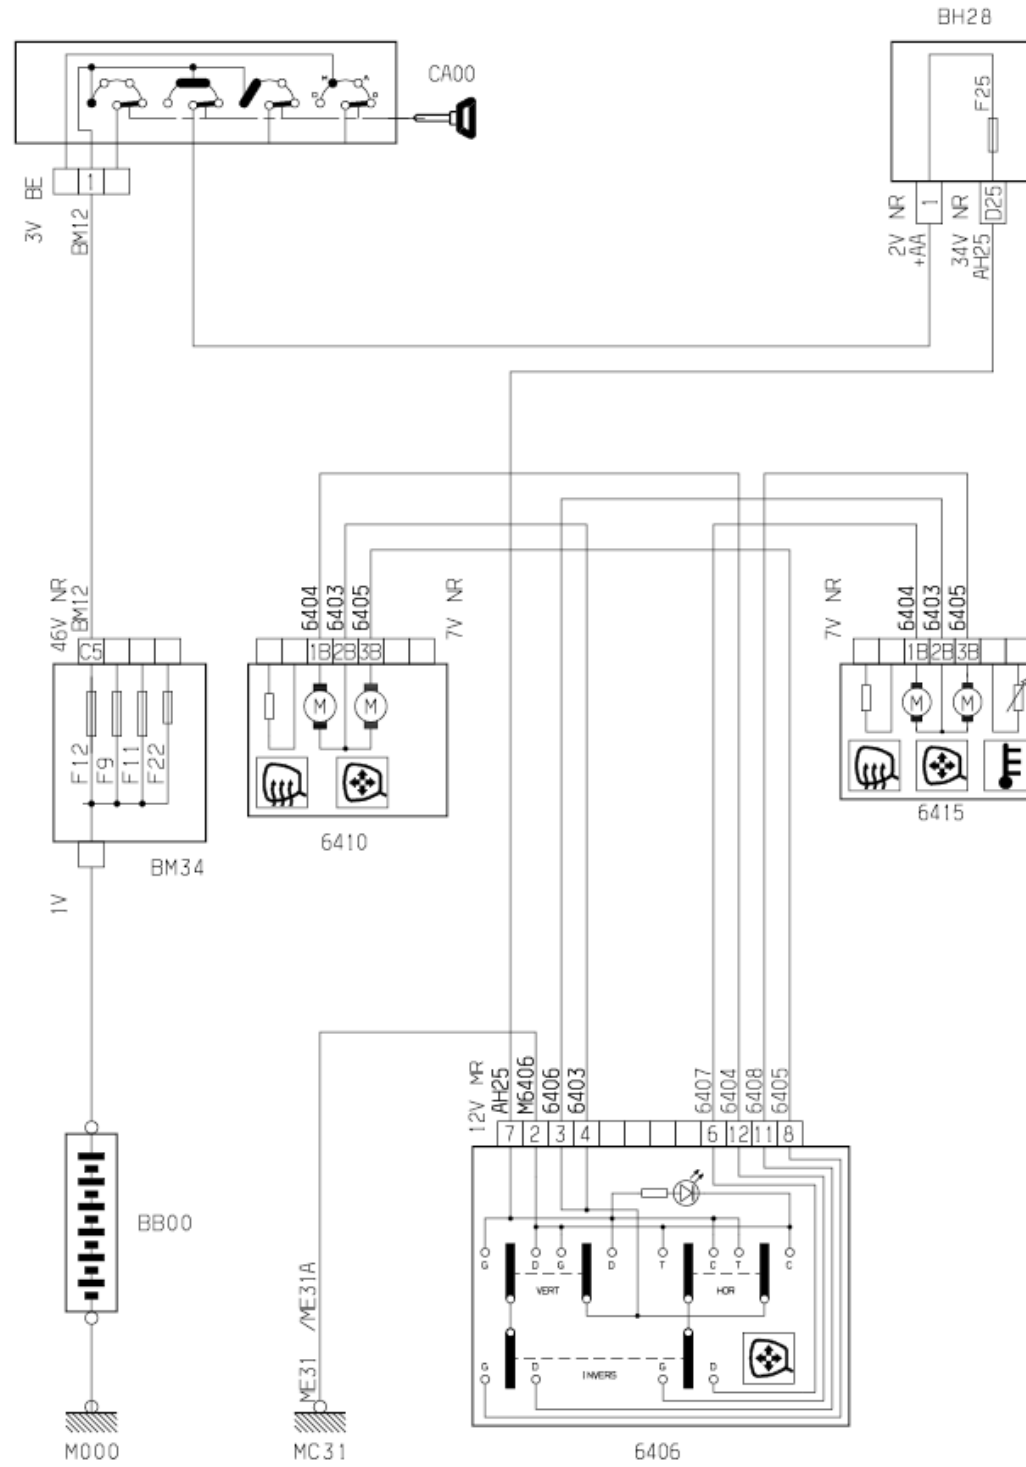 BH28
CA00
F25
3V BE
1
BM12
2V NR
+AA
1
34V NR
AH25
D25
46V NR
BM12
C5
F12
F9
F11
F22
BM34
1V
6404
6403
6405
7V NR
1B 2B 3B
M M
6410
7V NR
6404
6403
6405
1B 2B 3B
M M
6415
12V MR
AH25
M6406
6406
6403
6407
6404
6408
6405
7 2 3 4 6 12 11 8
G D G D T C T C
VERT HOR
G D G D
INVERS
6406
BB00
M000
ME31 /ME31A
MC31